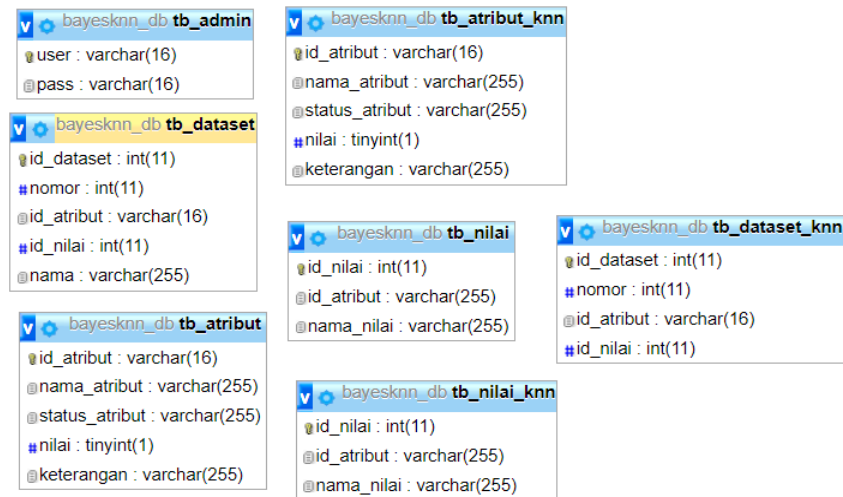 bayesknn_db tb_admin
user : varchar(16)
pass : varchar(16)
bayesknn_db tb_atribut_knn
id_atribut : varchar(16)
nama_atribut : varchar(255)
status_atribut : varchar(255)
nilai : tinyint(1)
keterangan : varchar(255)
bayesknn_db tb_dataset
id_dataset : int(11)
nomor : int(11)
id_atribut : varchar(16)
id_nilai : int(11)
nama : varchar(255)
bayesknn_db tb_nilai
id_nilai : int(11)
id_atribut : varchar(255)
nama_nilai : varchar(255)
bayesknn_db tb_dataset_knn
id_dataset : int(11)
nomor : int(11)
id_atribut : varchar(16)
id_nilai : int(11)
bayesknn_db tb_atribut
id_atribut : varchar(16)
nama_atribut : varchar(255)
status_atribut : varchar(255)
nilai : tinyint(1)
keterangan : varchar(255)
bayesknn_db tb_nilai_knn
id_nilai : int(11)
id_atribut : varchar(255)
nama_nilai : varchar(255)